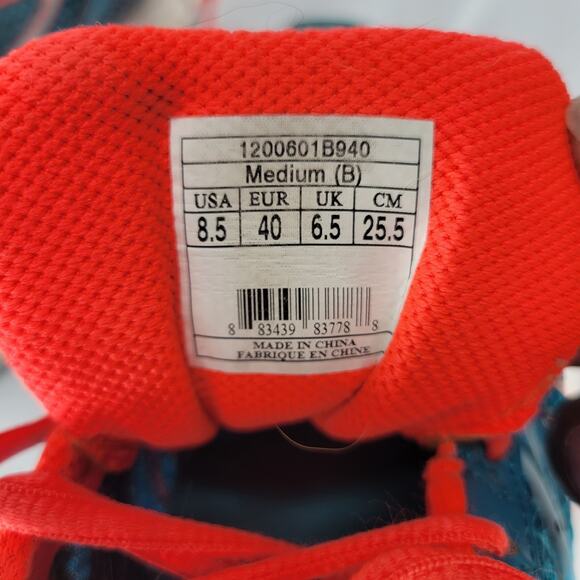 1200601B940
Medium (B)
USA EUR UK CM
8.5 40 6.5 25.5
8 83439 83778 8
MADE IN CHINA
FABRIQUE EN CHINE